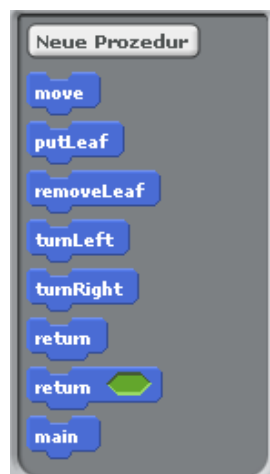 Neue Prozedur
move
putLeaf
removeLeaf
turnLeft
turnRight
return
return
main